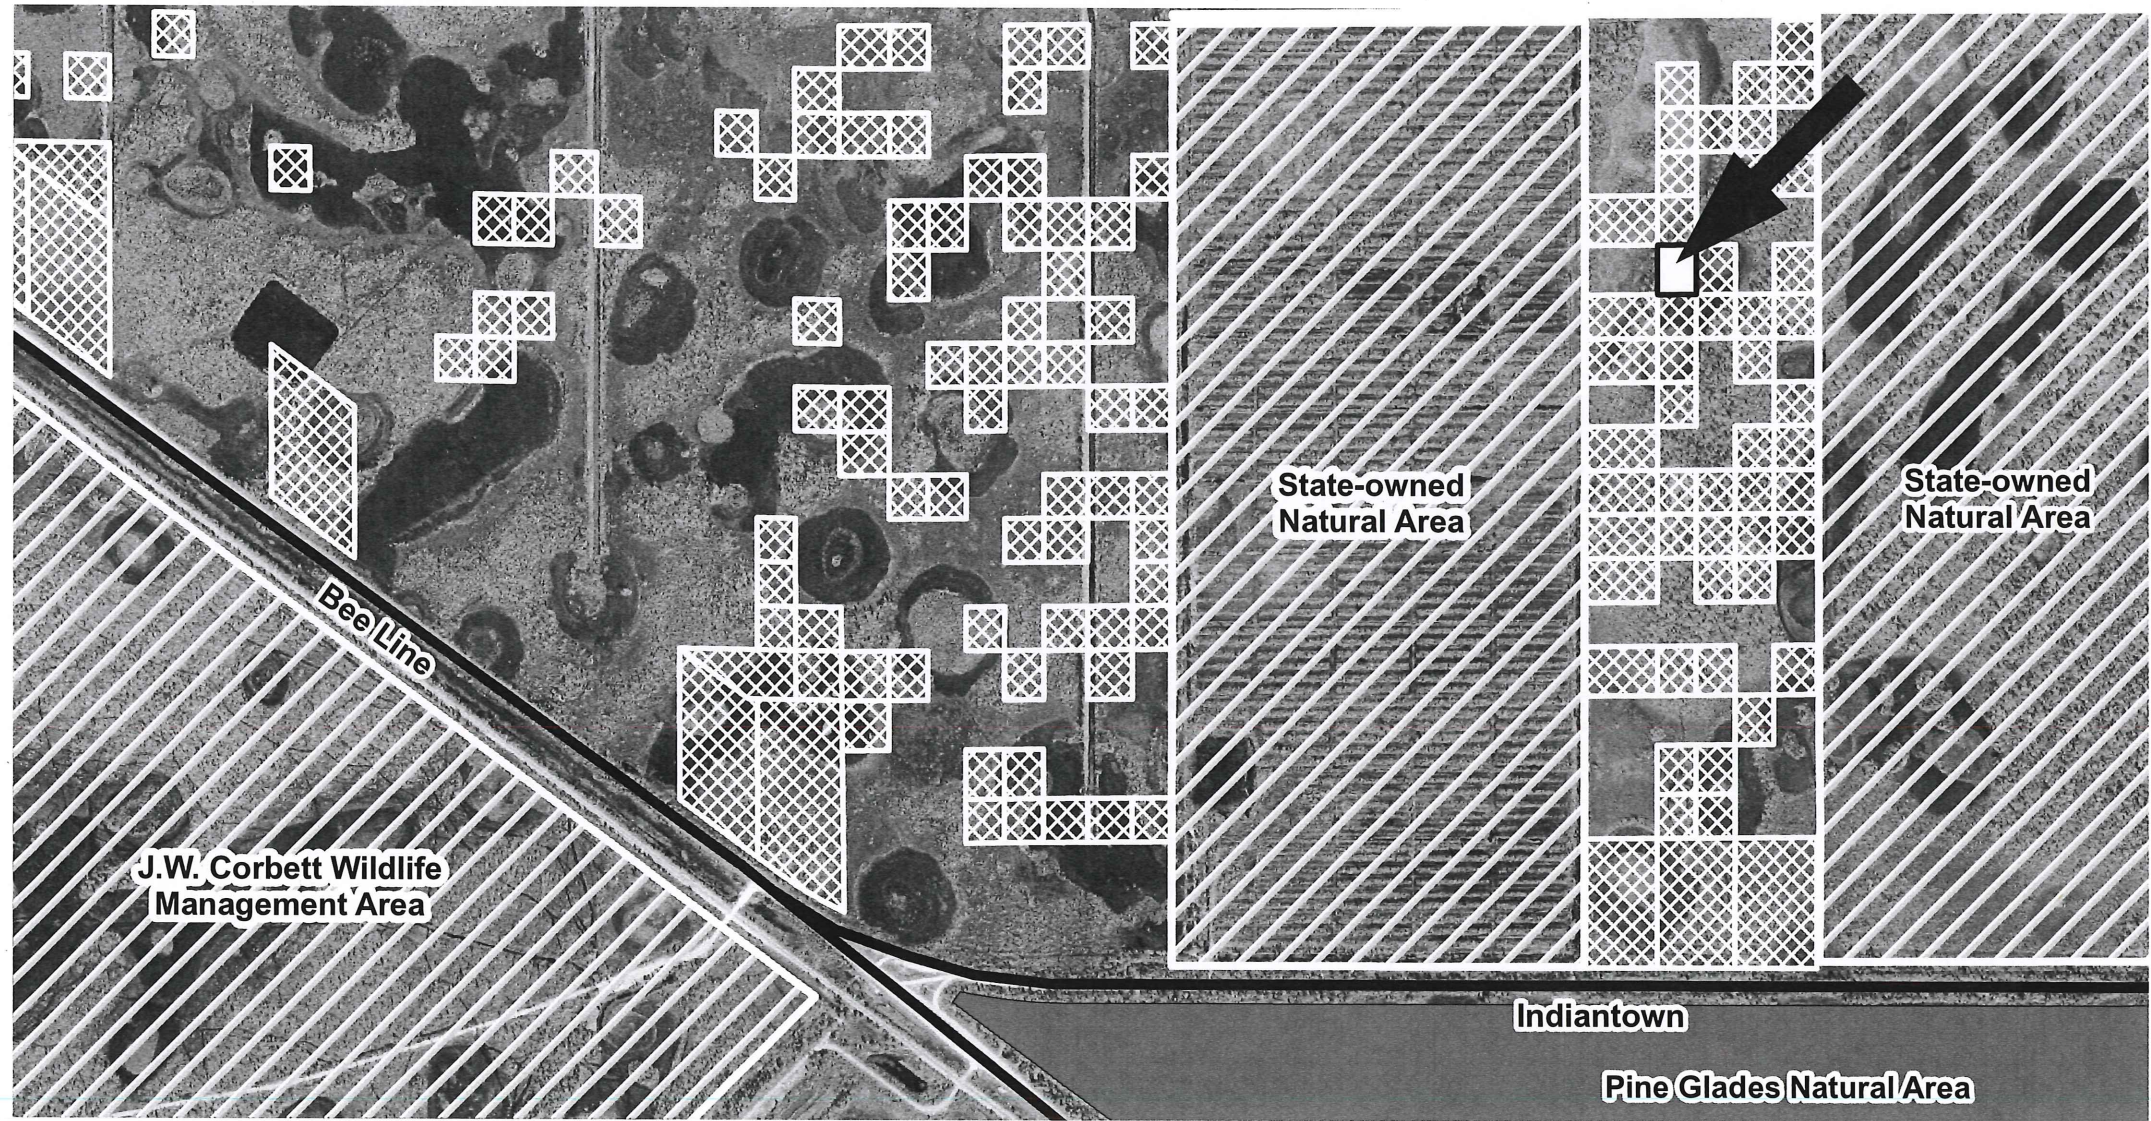 State-owned
Natural Area
State-owned
Natural Area
Bee Line
J.W. Corbett Wildlife
Management Area
Indiantown
Pine Glades Natural Area